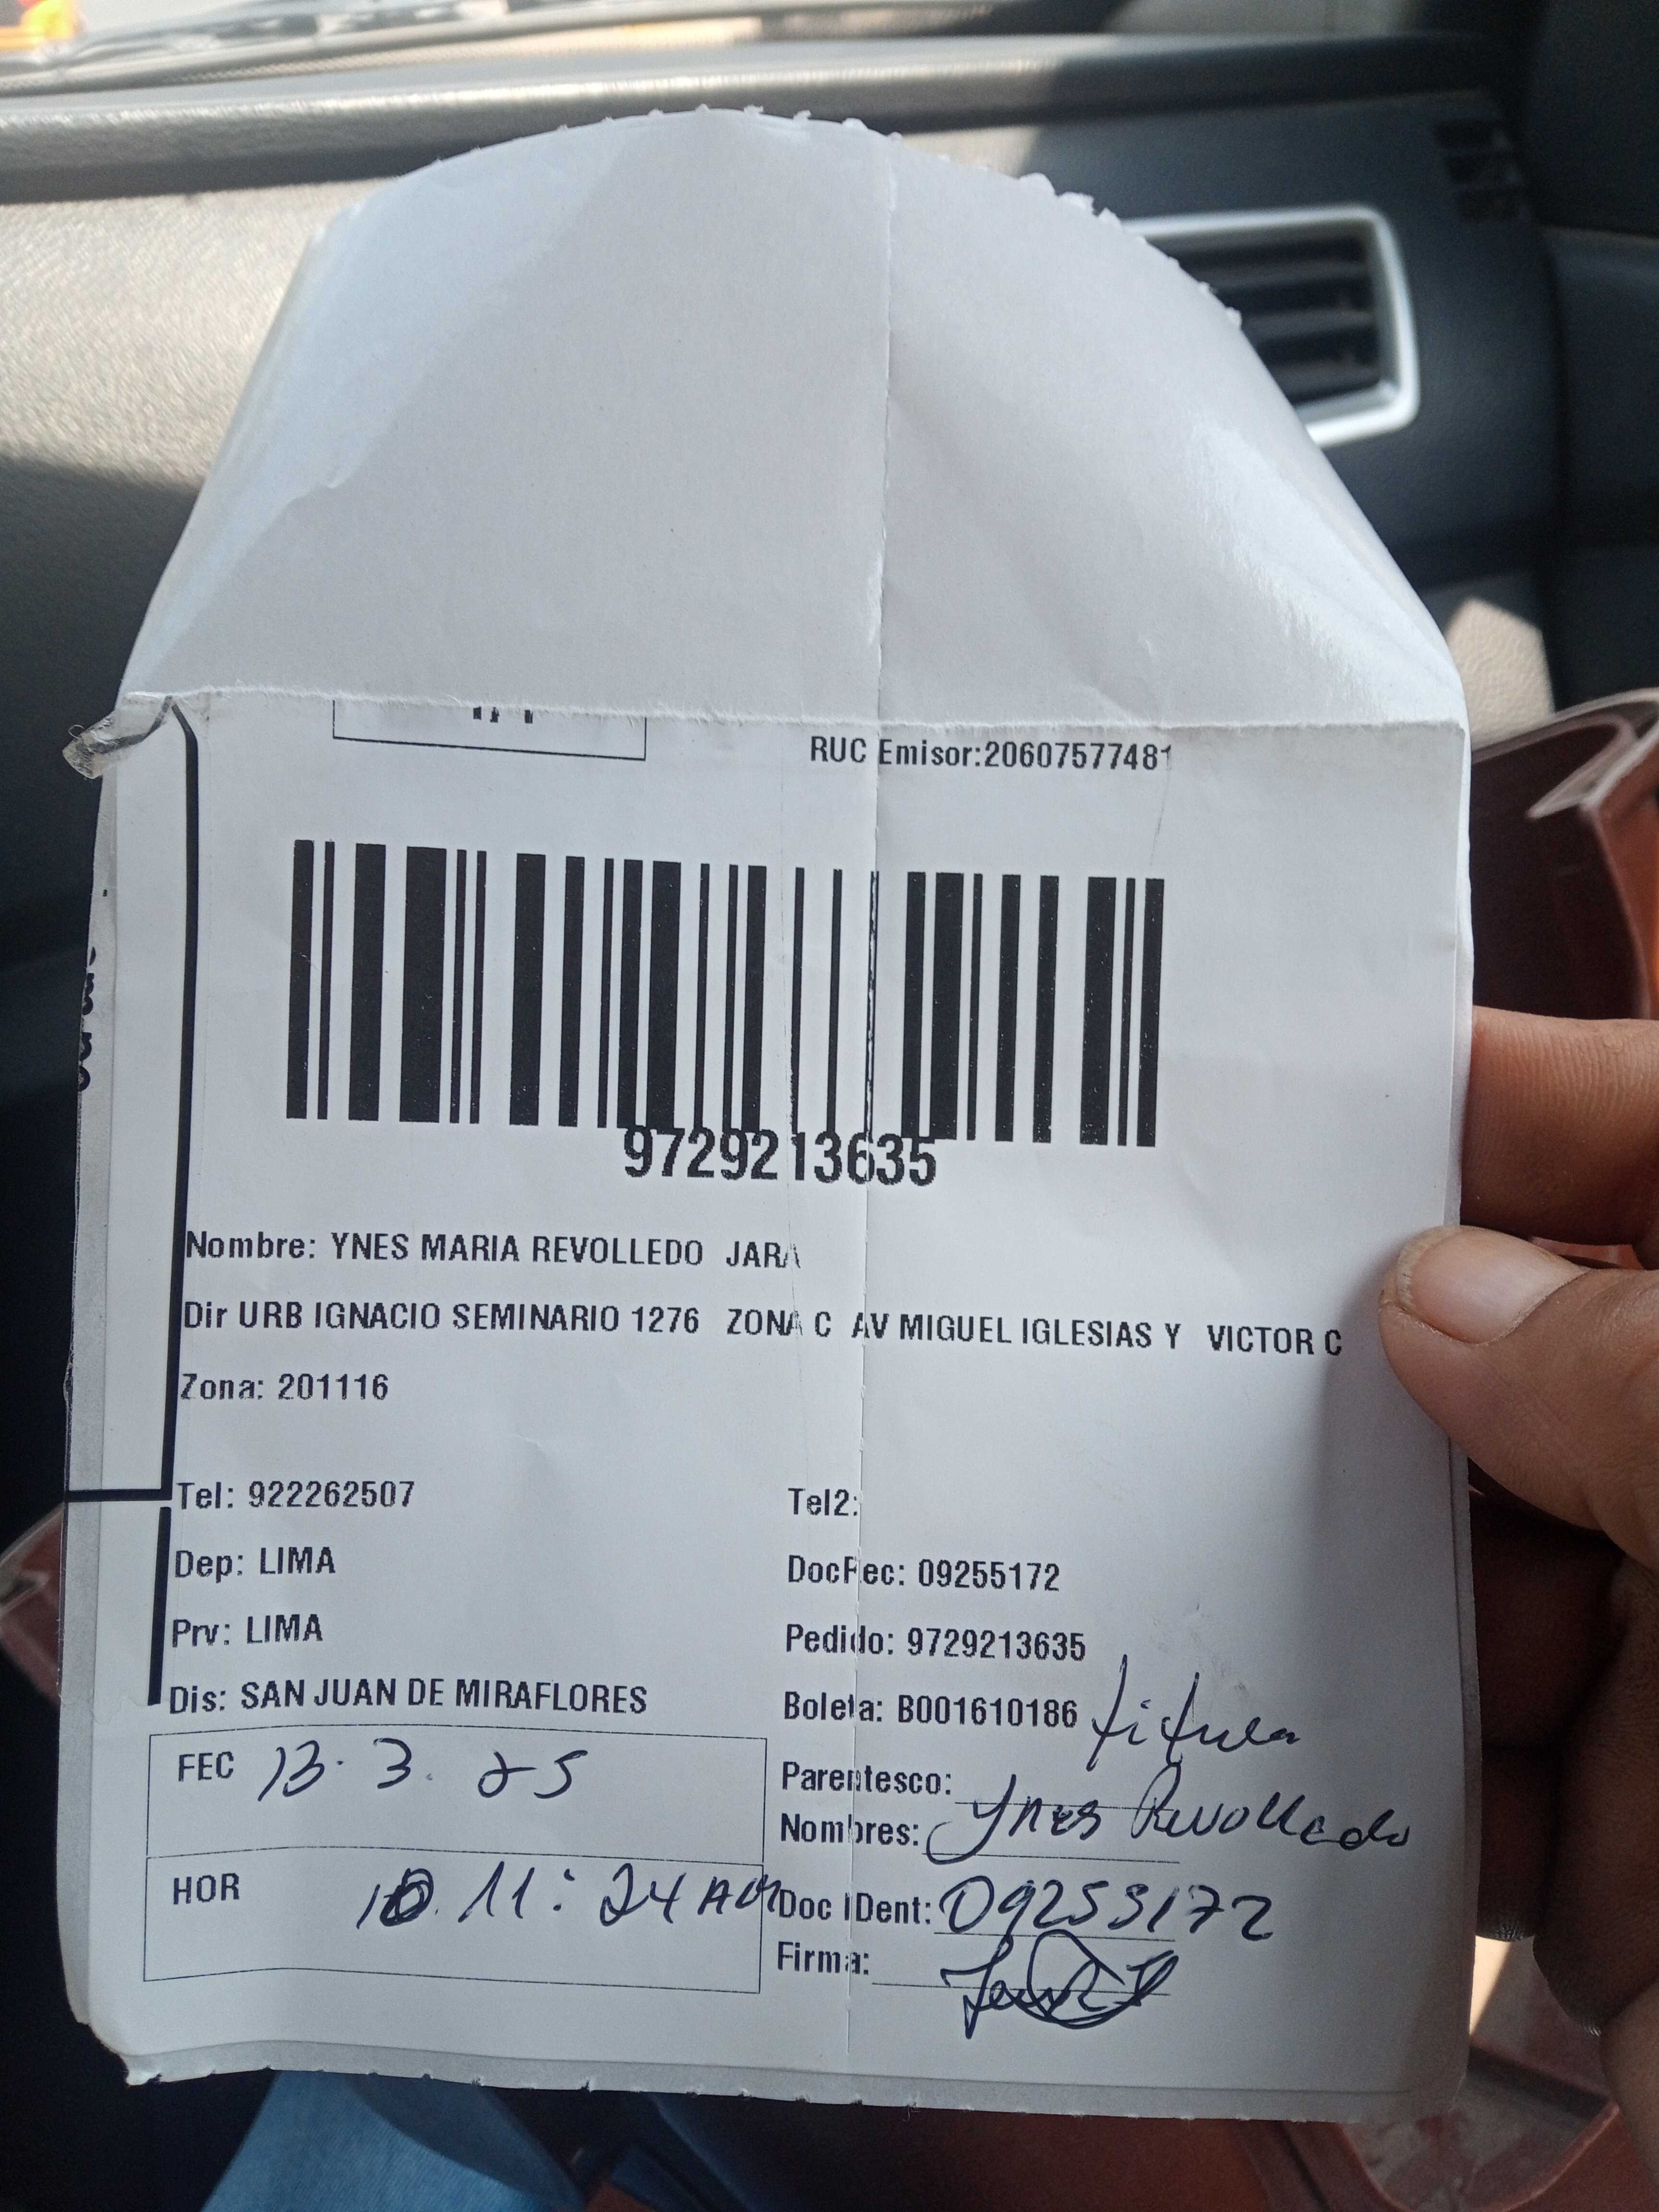 RUC Emisor:20607577481
9729213635
Nombre: YNES MARIA REVOLLEDO JARA
Dir URB IGNACIO SEMINARIO 1276 ZONA C AV MIGUEL IGLESIAS Y VICTOR C
Zona: 201116
Tel: 922262507
Tel2:
Dep: LIMA
DocRec: 09255172
Prv: LIMA
Pedido: 9729213635
Dis: SAN JUAN DE MIRAFLORES
Boleta: B001610186
FEC 13. 3. 25
Parentesco: titular
Nombres: Ynes Revolledo
HOR 11:24 AM
Doc IDent: 09255172
Firma: